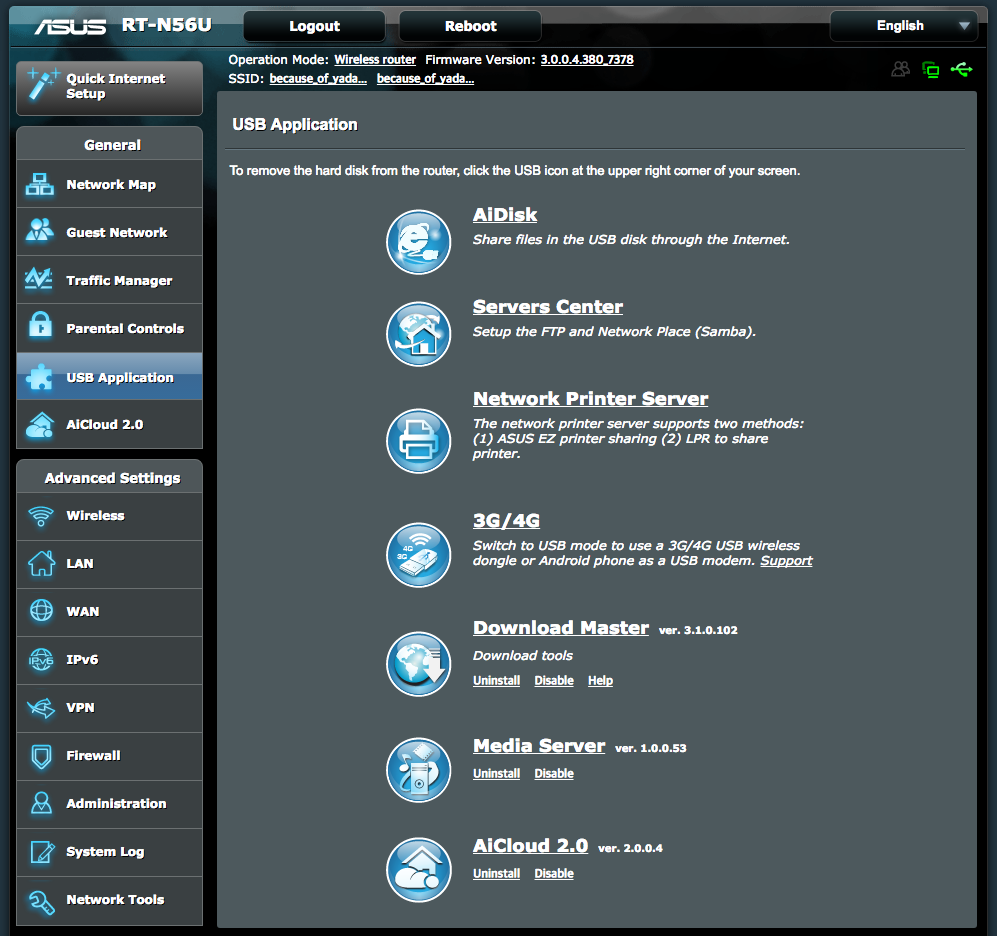 ASUS RT-N56U Logout Reboot English
Operation Mode: Wireless router Firmware Version: 3.0.0.4.380_7378
SSID: because_of_yada... because_of_yada...
Quick Internet
Setup
General
Network Map
Guest Network
Traffic Manager
Parental Controls
USB Application
AiCloud 2.0
Advanced Settings
Wireless
LAN
WAN
IPv6
IPv6
VPN
Firewall
Administration
System Log
Network Tools
USB Application
To remove the hard disk from the router, click the USB icon at the upper right corner of your screen.
AiDisk
Share files in the USB disk through the Internet.
Servers Center
Setup the FTP and Network Place (Samba).
Network Printer Server
The network printer server supports two methods:
(1) ASUS EZ printer sharing (2) LPR to share
printer.
4G
3G
3G/4G
Switch to USB mode to use a 3G/4G USB wireless
dongle or Android phone as a USB modem. Support
Download Master ver. 3.1.0.102
Download tools
Uninstall Disable Help
Media Server ver. 1.0.0.53
Uninstall Disable
AiCloud 2.0 ver. 2.0.0.4
Uninstall Disable